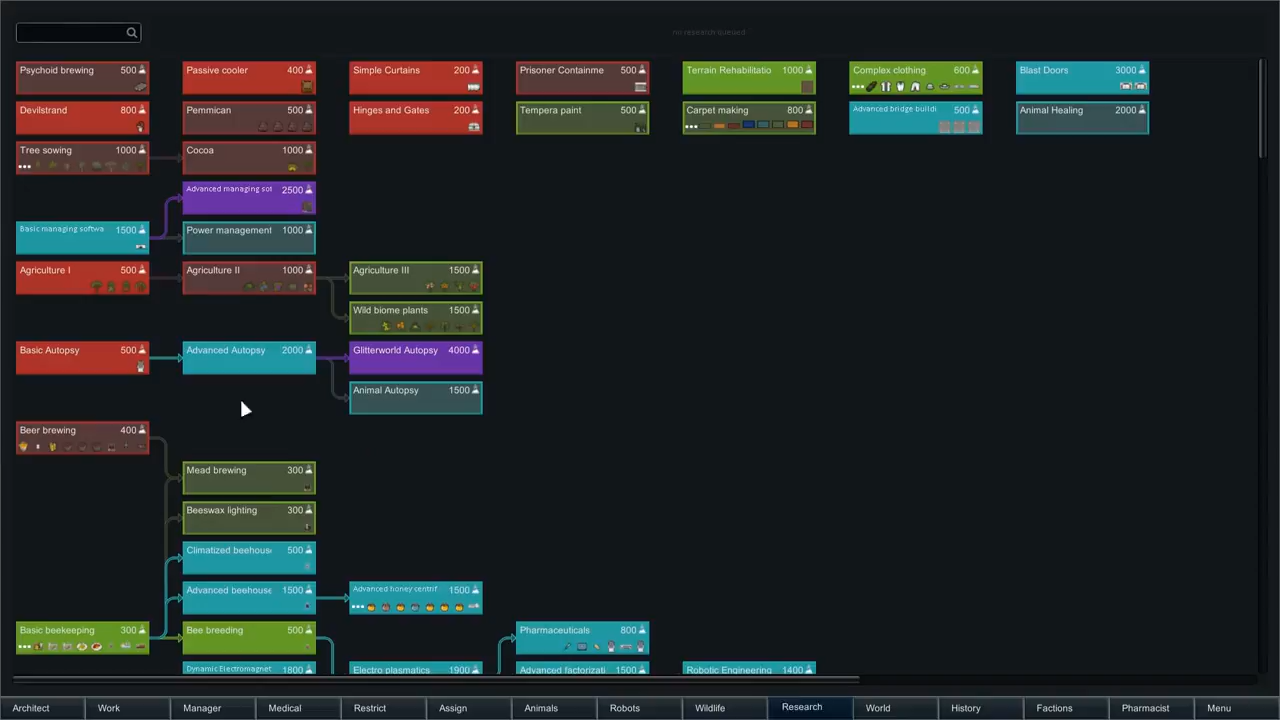 no research queued
Psychoid brewing 500
Passive cooler 400
Simple Curtains 200
Prisoner Containme 500
Terrain Rehabilitatio 1000
Complex clothing 600
Blast Doors 3000
Devilstrand 800
Pemmican 500
Hinges and Gates 200
Tempera paint 500
Carpet making 800
Advanced bridge buildi 500
Animal Healing 2000
Tree sowing 1000
Cocoa 1000
Advanced managing sof 2500
Basic managing softwa 1500
Power management 1000
Agriculture I 500
Agriculture II 1000
Agriculture III 1500
Wild biome plants 1500
Basic Autopsy 500
Advanced Autopsy 2000
Glitterworld Autopsy 4000
Animal Autopsy 1500
Beer brewing 400
Mead brewing 300
Beeswax lighting 300
Climatized beehouse 500
Advanced beehouse 1500
Advanced honey centrif 1500
Basic beekeeping 300
Bee breeding 500
Pharmaceuticals 800
Dynamic Electromagnet 1800
Electro plasmatics 1900
Advanced factorizati 1500
Robotic Engineering 1400
Architect Work Manager Medical Restrict Assign Animals Robots Wildlife Research World History Factions Pharmacist Menu